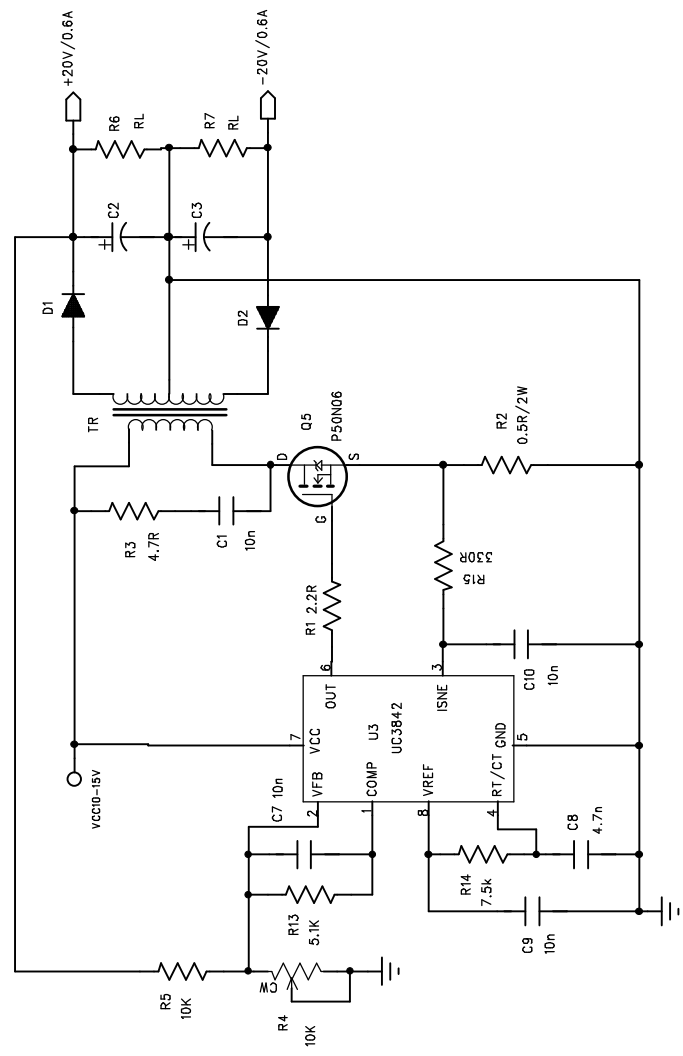 +20V/0.6A
-20V/0.6A
R6
RL
R7
RL
C2
C3
D1
D2
TR
Q5
P50N06
D
S
G
R2
0.5R/2W
R3
4.7R
C1
10n
R1 2.2R
R15
330R
C10
10n
6
OUT
3
ISNE
7
VCC
U3
UC3842
GND
5
VCC10-15V
VFB
2
COMP
1
VREF
8
RT/CT
4
C7 10n
C8
4.7n
R13
5.1K
R14
7.5k
C9
10n
R5
10K
CW
R4
10K